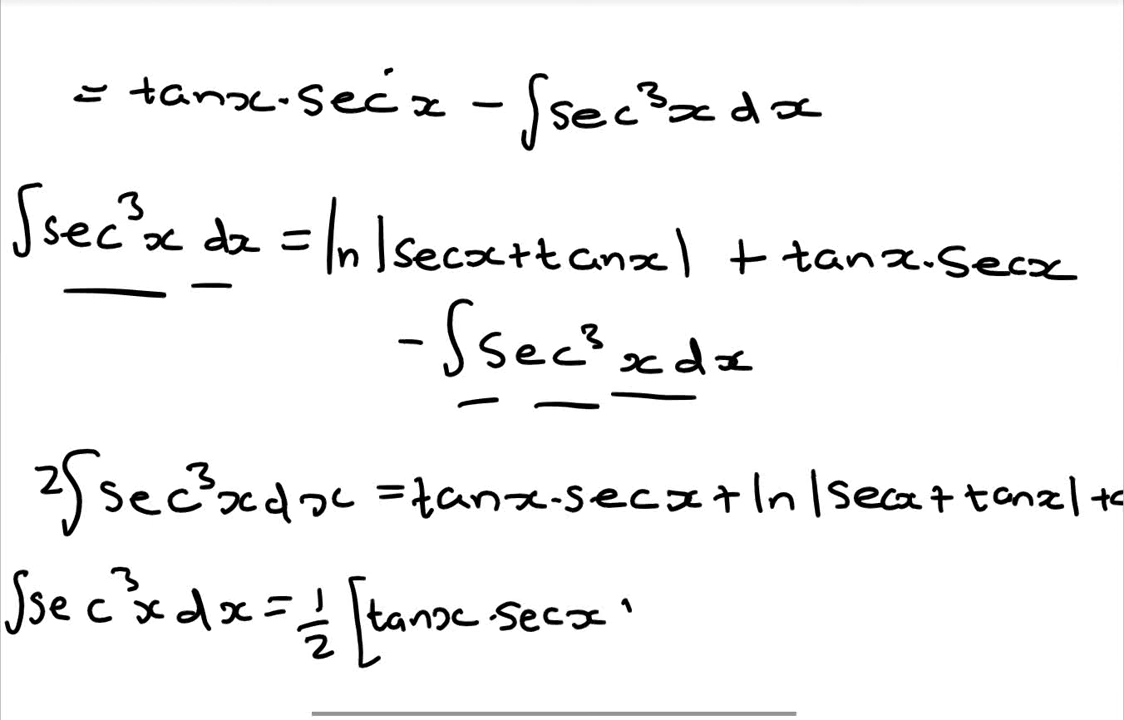 = tanx.secx - ∫sec³x dx
∫sec³x dx = ln |secx+tanx| + tanx.secx
- ∫sec³ x dx
2∫sec³x dx = tanx.secx + ln |secx + tanx| +c
∫sec³x dx = 1/2 [tanx.secx